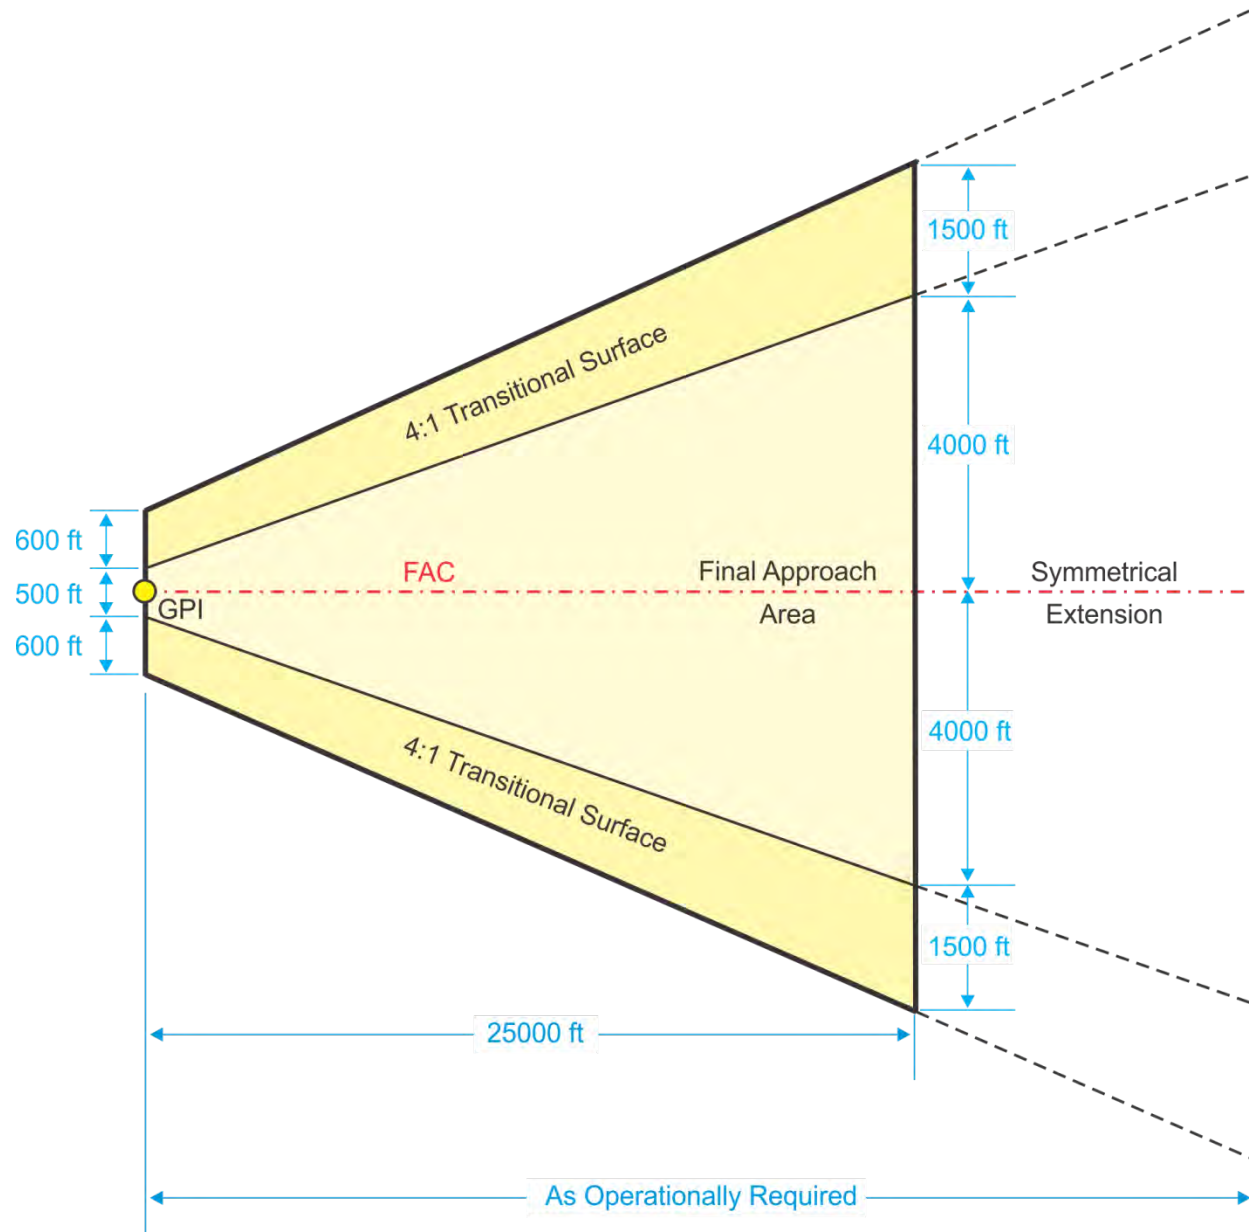 1500 ft
4:1 Transitional Surface
4000 ft
600 ft
FAC
Final Approach
Area
Symmetrical
Extension
500 ft
GPI
600 ft
4000 ft
4:1 Transitional Surface
1500 ft
25000 ft
As Operationally Required